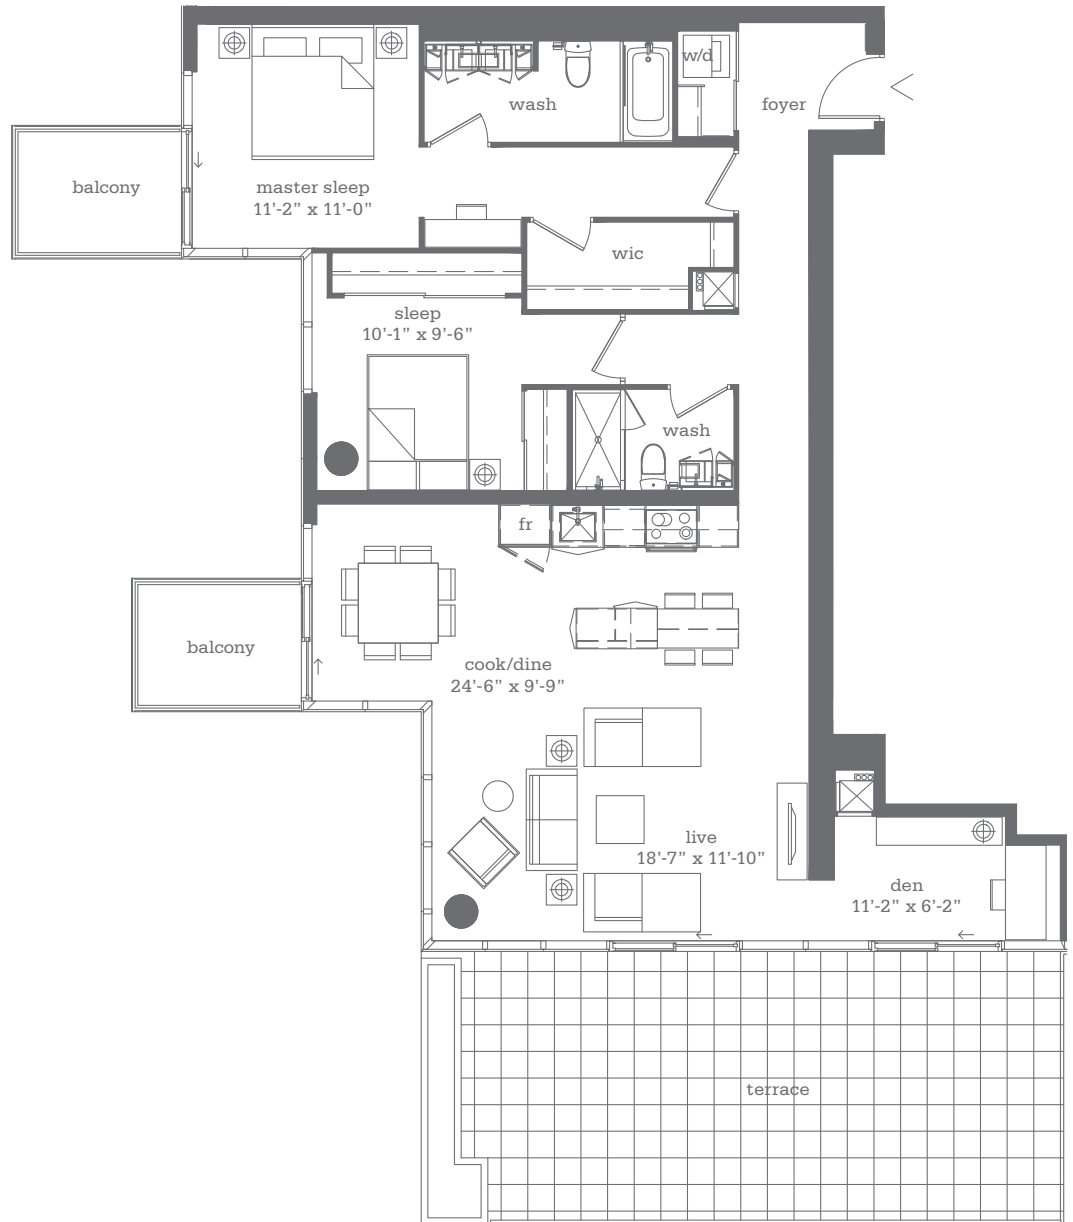 w/d
wash
foyer
balcony
master sleep
11'-2" x 11'-0"
wic
sleep
10'-1" x 9'-6"
wash
fr
balcony
cook/dine
24'-6" x 9'-9"
live
18'-7" x 11'-10"
den
11'-2" x 6'-2"
terrace